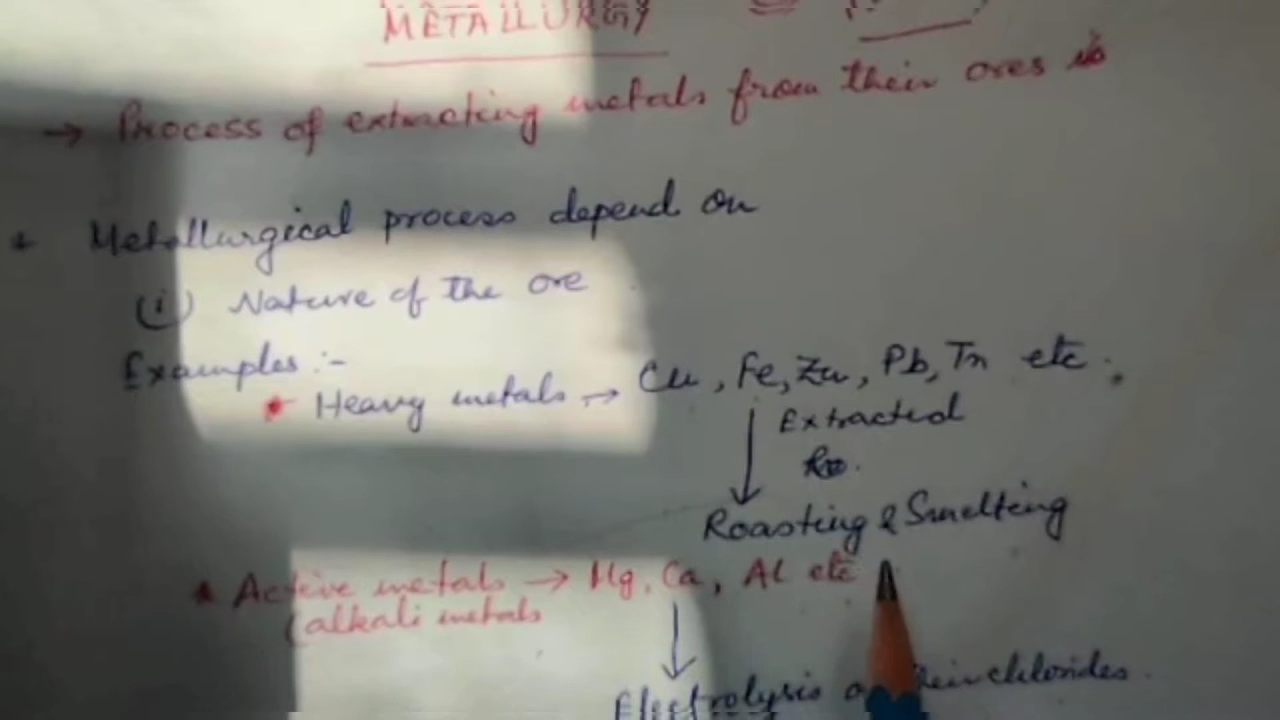 METALLURGY
→ Process of extracting metals from their ores is
* Metallurgical process depend on
(i) Nature of the ore
Examples :-
* Heavy metals → Cu, Fe, Zn, Pb, Tn etc.
Extracted
Roasting & Smelting
* Active metals → Mg, Ca, Al etc
(alkali metals
Electrolysis chlorides.